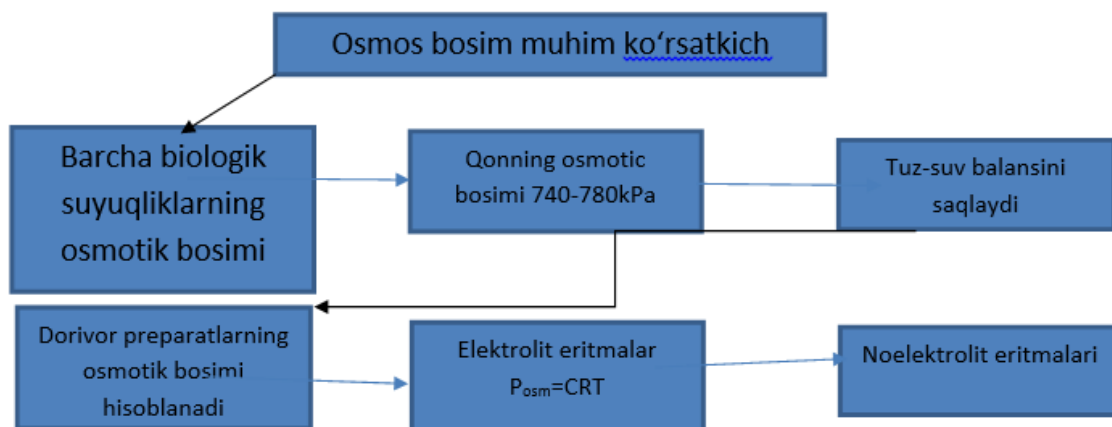 Osmos bosim muhim ko‘rsatkich
Barcha biologik
suyuqliklarning
osmotik bosimi
Qonning osmotic
bosimi 740-780kPa
Tuz-suv balansini
saqlaydi
Dorivor preparatlarning
osmotik bosimi
hisoblanadi
Elektrolit eritmalar
Posm=CRT
Noelektrolit eritmalari